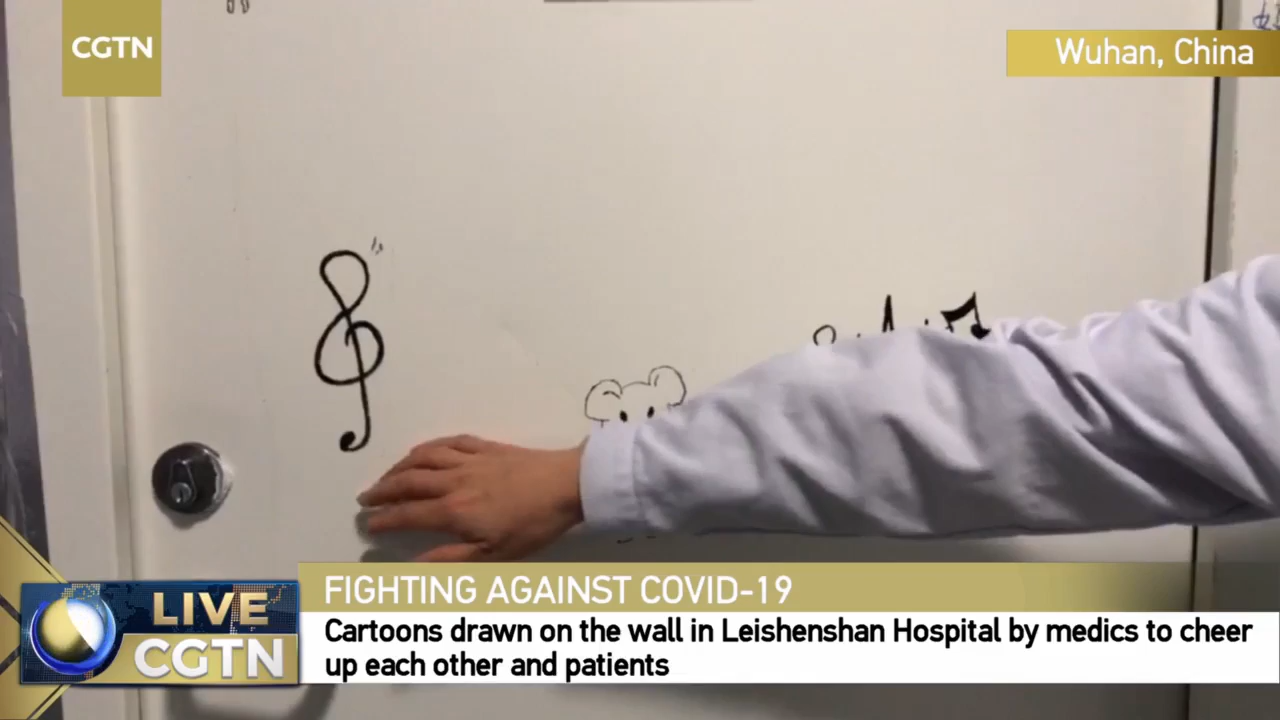 CGTN
Wuhan, China
FIGHTING AGAINST COVID-19
LIVE
CGTN
Cartoons drawn on the wall in Leishenshan Hospital by medics to cheer
up each other and patients